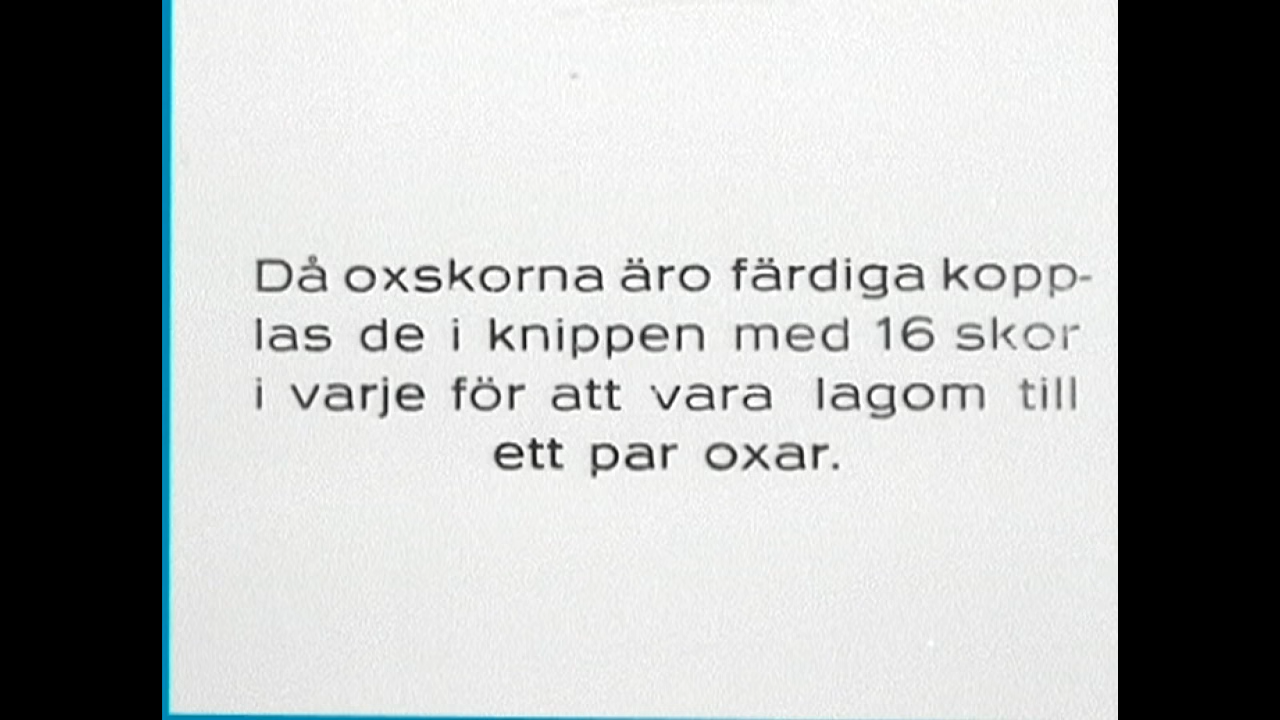 Då oxskorna äro färdiga kopp-
las de i knippen med 16 skor
i varje för att vara lagom till
ett par oxar.